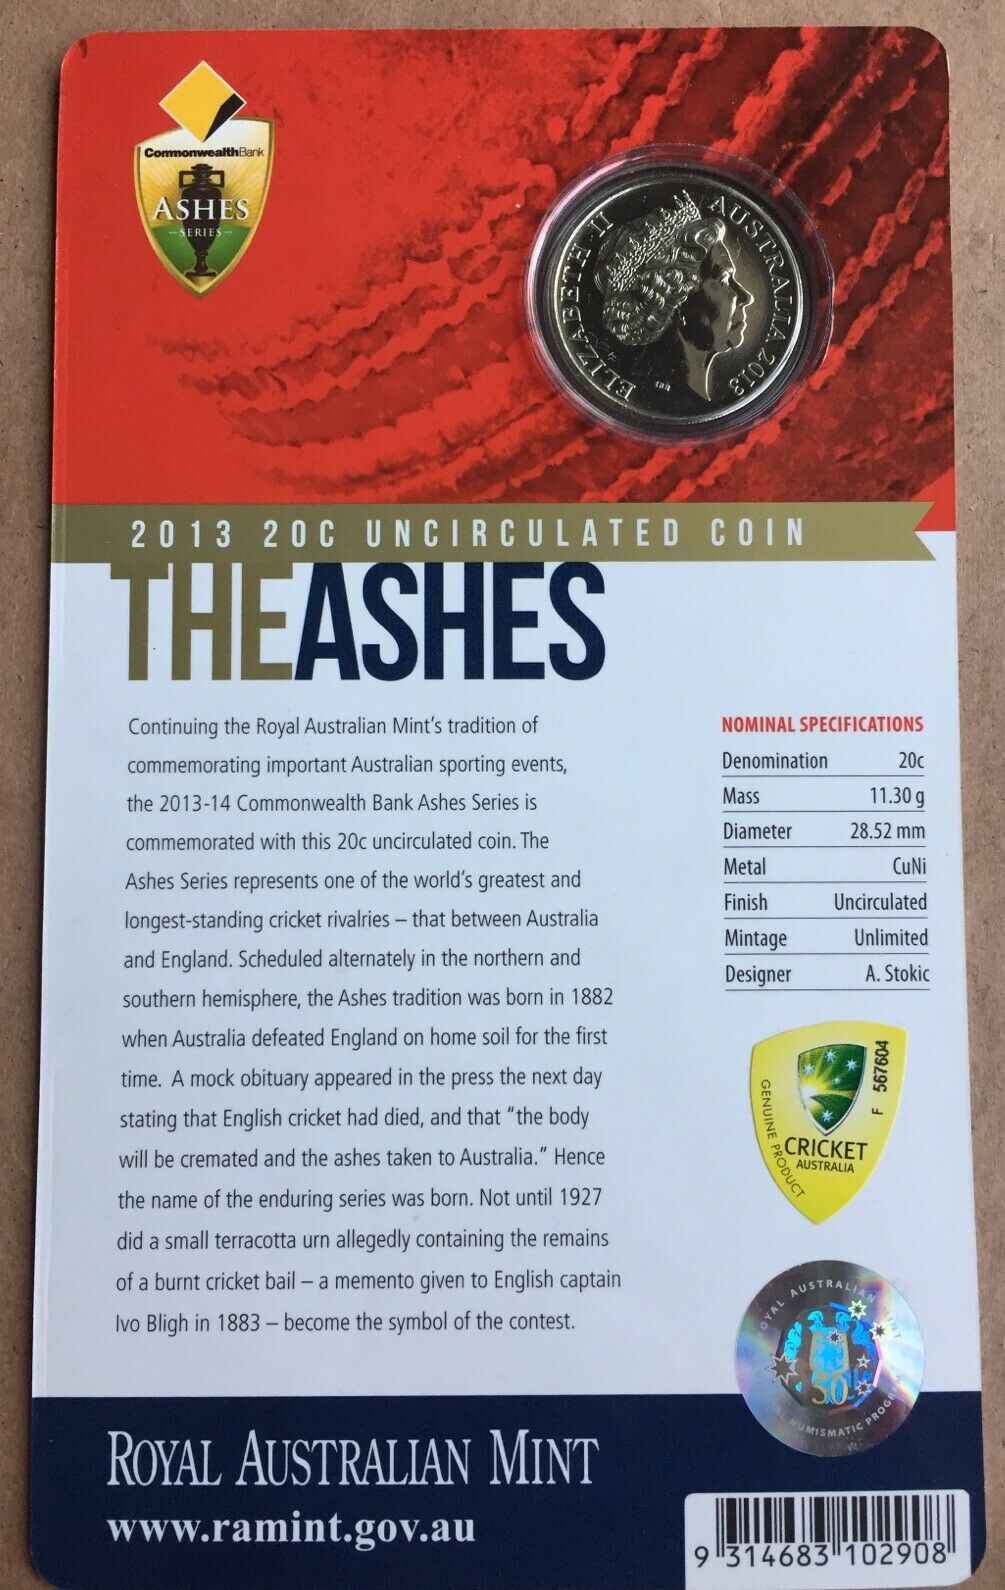 CommonwealthBank
ASHES
SERIES
ELIZABETH II AUSTRALIA 2013
IRB
2013 20C UNCIRCULATED COIN
THEASHES
Continuing the Royal Australian Mint's tradition of
commemorating important Australian sporting events,
the 2013-14 Commonwealth Bank Ashes Series is
commemorated with this 20c uncirculated coin. The
Ashes Series represents one of the world's greatest and
longest-standing cricket rivalries – that between Australia
and England. Scheduled alternately in the northern and
southern hemisphere, the Ashes tradition was born in 1882
when Australia defeated England on home soil for the first
time. A mock obituary appeared in the press the next day
stating that English cricket had died, and that “the body
will be cremated and the ashes taken to Australia.” Hence
the name of the enduring series was born. Not until 1927
did a small terracotta urn allegedly containing the remains
of a burnt cricket bail – a memento given to English captain
Ivo Bligh in 1883 – become the symbol of the contest.
NOMINAL SPECIFICATIONS
Denomination 20c
Mass 11.30 g
Diameter 28.52 mm
Metal CuNi
Finish Uncirculated
Mintage Unlimited
Designer A. Stokic
GENUINE PRODUCT
F 567604
CRICKET
AUSTRALIA
ROYAL AUSTRALIAN MINT
50
NUMISMATIC PROGRAM
ROYAL AUSTRALIAN MINT
www.ramint.gov.au
9 314683 102908